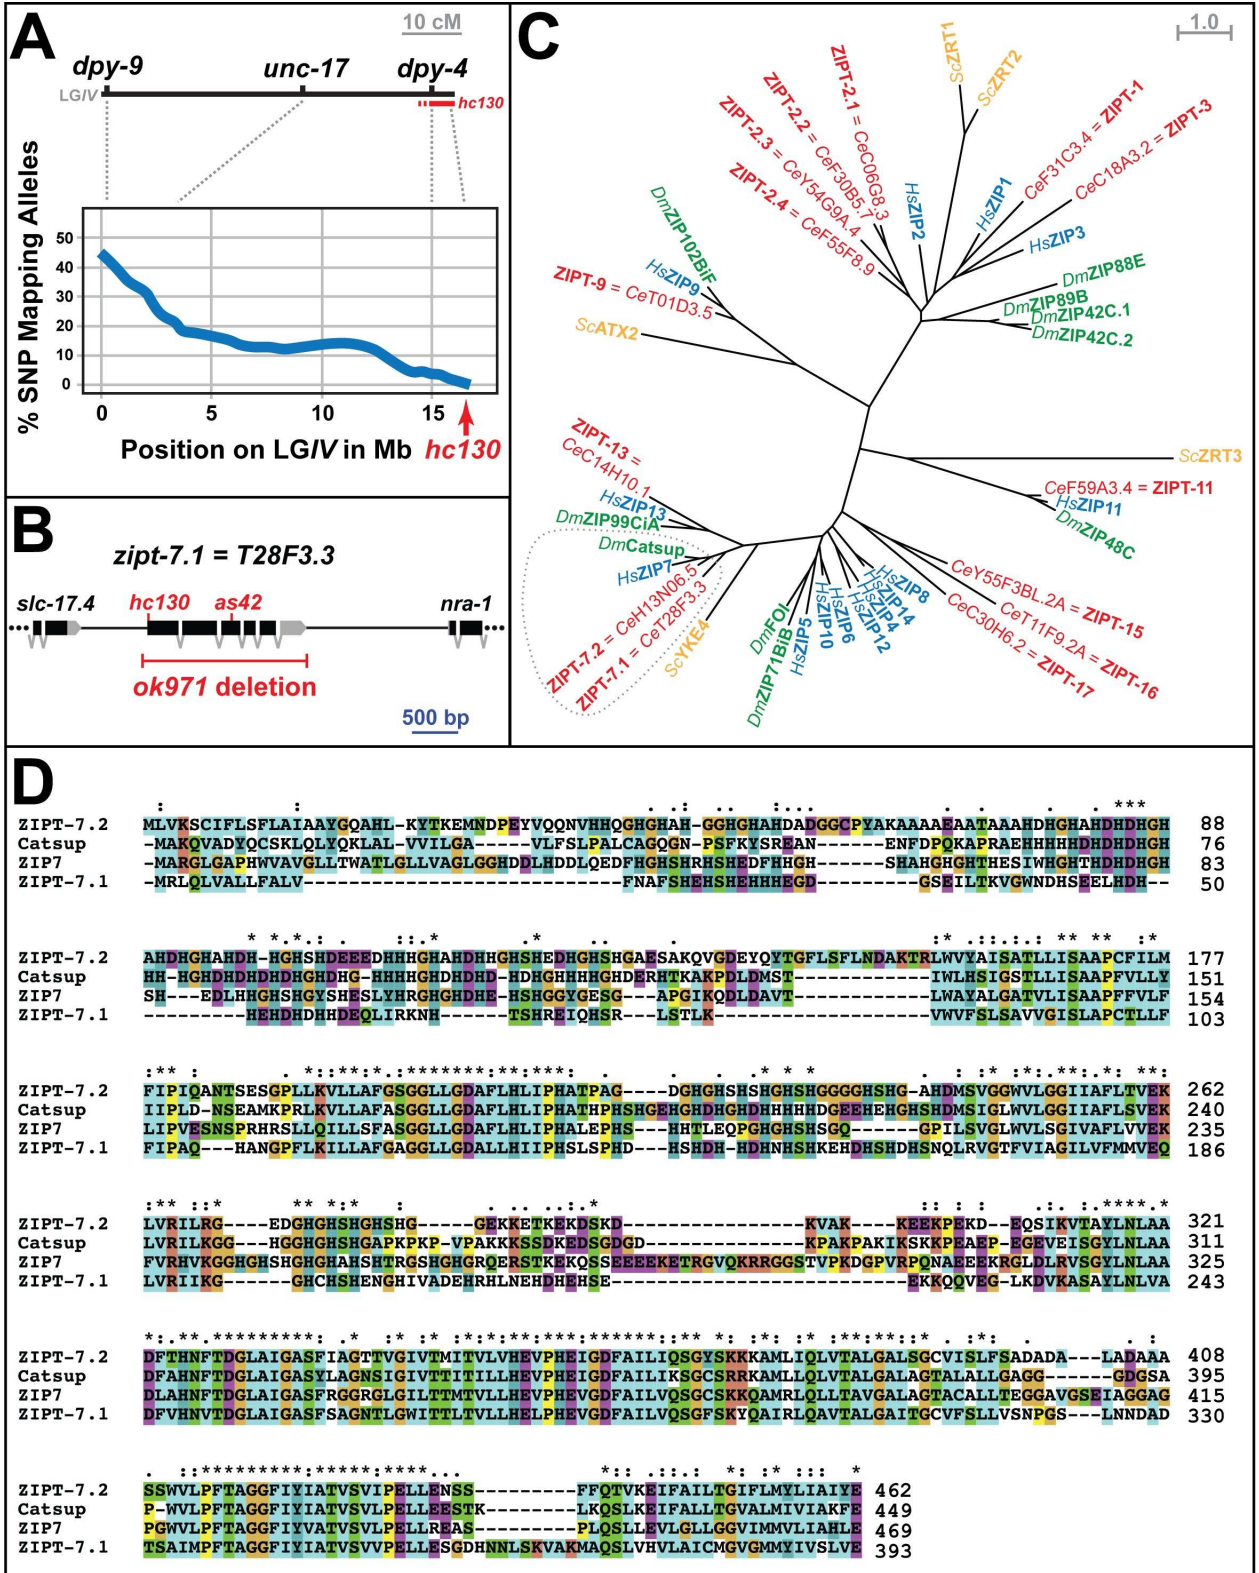 A
10 cM
dpy-9
unc-17
dpy-4
LGIV
hc130
% SNP Mapping Alleles
50
40
30
20
10
0
0
5
10
15
Position on LGIV in Mb
hc130
B
zipt-7.1 = T28F3.3
slc-17.4
hc130
as42
nra-1
ok971 deletion
500 bp
C
1.0
ScZRT1
ScZRT2
ZIPT-2.1 = CeC06G8.3
ZIPT-2.2 = CeF30B5.7
ZIPT-2.3 = CeY54G9A.4
ZIPT-2.4 = CeF55F8.9
HsZIP2
HsZIP1
CeF31C3.4 = ZIPT-1
CeC18A3.2 = ZIPT-3
HsZIP3
DmZIP88E
DmZIP89B
DmZIP42C.1
DmZIP42C.2
DmZIP102BiF
HsZIP9
ZIPT-9 = CeT01D3.5
ScATX2
ScZRT3
CeF59A3.4 = ZIPT-11
HsZIP11
DmZIP48C
ZIPT-13 =
CeC14H10.1
HsZIP13
DmZIP99CiA
DmCatsup
HsZIP7
ZIPT-7.2 = CeH13N06.5
ZIPT-7.1 = CeT28F3.3
ScYKE4
DmFOI
DmZIP71BiB
HsZIP5
HsZIP10
HsZIP6
HsZIP12
HsZIP4
HsZIP14
HsZIP8
CeY55F3BL.2A = ZIPT-15
CeT11F9.2A = ZIPT-16
CeC30H6.2 = ZIPT-17
D
ZIPT-7.2 MLVKSCIFLSFLAIAAYGQAHL-KYTKEMNDPEYVQQNVHHQGHGHAH-GGHGHAHDADGGCPYAKAAAAEAATAAAHDHGHAHDHDHGH 88
Catsup -MAKQVADYQCSKLQLYQKLAL-VVILGA-----VLFSLPALCAGQGN-PSFKYSREAN------ENFDPQKAPRAEHHHHHDHDHDHGH 76
ZIP7 -MARGLGAPHWVAVGLLTWATLGLLVAGLGGHDDLHDDLQEDFHGHSHRHSHEDFHHGH-------SHAHGHGHTHESIWHGHTHDHDHGH 83
ZIPT-7.1 -MRLQLVALLFALV----------------------------FNAFSHEHSHEHHHEGD---------GSEILTKVGWNDHSEELHDH-- 50
ZIPT-7.2 AHDHGHAHDH-HGHSHDEEEDHHHGHAHDHHGHSHEDHGHSHGAESAKQVGDEYQYTGFLSFLNDAKTRLWVYAISATLLISAAPCFILM 177
Catsup HH-HGHDHDHDHDHGHDHG-HHHHGHDHDHD-HDHGHHHGHDERHTKAKPDLDMST------------IWLHSIGSTLLISAAPFVLLY 151
ZIP7 SH---EDLHHGHSHGYSHESLYHRGHGHDHE-HSHGGYGESG---APGIKQDLDAVT------------LWAYALGATVLISAAPFFVLF 154
ZIPT-7.1 ---------HEHDHDHHDEQLIRKNH------TSHREIQHSR---LSTLK-------------------LWVFSLSAVVGISLAPCTLLF 103
ZIPT-7.2 FIPIQANTSESGPLLKVLLAFGSGGLLGDAFLHLIPHATPAG----DGHGHSHSHGHSHGGGGHSHG-AHDMSVGGWVLGGIIAFLTVEK 262
Catsup IIPLD-NSEAMKPRLKVLLAFASGGLLGDAFLHLIPHATHPHSHGEHGHDHGHDHHHHHDGEEHEHGHSHDMSIGLWVLGGIIAFLSVEK 240
ZIP7 LIPVESNSPRHRSLLQILLSFASGGLLGDAFLHLIPHALEPHS---HHTLEQPGHGHSHSGQ------GPILSVGLWVLSGIVAFLVVEK 235
ZIPT-7.1 FIPAQ---HANGPFLKILLAFGAGGLLGDALLHIIPHSLSPHD---HSHDH-HDHNHSHKEHDHSHDHSNQLRVGTFVIAGILVFMMVEQ 186
ZIPT-7.2 LVRILRG----EDGHGHSHGHSHG-----GEKKETKEKDSKD----------------KVAK----KEEKPEKD--EQSIKVTAYLNLAA 321
Catsup LVRILKGG---HGGHGHSHGAPKPKP-VPAKKKSSDKEDSGDGD--------------KPAKPAKIKSKKPEAEP-EGEVEISGYLNLAA 311
ZIP7 FVRHVKGGHGHSHGHGHAHSHTRGSHGHGRQERSTKEKQSSEEEEKETRGVQKRRGGSTVPKDGPVRPQNAEEEKRGLDLRVSGYLNLAA 325
ZIPT-7.1 LVRIIKG------GHCHSHENGHIVADEHRHLNEHDHEHSE--------------------------EKKQQVEG-LKDVKASAYLNLVA 243
ZIPT-7.2 DFTHNFTDGLAIGASFIAGTTVGIVTMITVLVHEVPHEIGDFAILIQSGYSKKKAMLIQLVTALGALSGCVISLFSADADA---LADAAA 408
Catsup DFAHNFTDGLAIGASYLAGNSIGIVTTITILLHEVPHEIGDFAILIKSGCSRRKAMLLQLVTALGALAGTALALLGAGG------GDGSA 395
ZIP7 DLAHNFTDGLAIGASFRGGRGLGILTTMTVLLHEVPHEVGDFAILVQSGCSKKQAMRLQLLTAVGALAGTACALLTEGGAVGSEIAGGAG 415
ZIPT-7.1 DFVHNVTDGLAIGASFSAGNTLGWITTLTVLLHELPHEVGDFAILVQSGFSKYQAIRLQAVTALGAITGCVFSLLVSNPGS---LNNDAD 330
ZIPT-7.2 SSWVLPFTAGGFIYIATVSVIPELLENSS---------FFQTVKEIFAILTGIFLMYLIAIYE 462
Catsup P-WVLPFTAGGFIYIATVSVLPELLEESTK--------LKQSLKEIFALLTGVALMIVIAKFE 449
ZIP7 PGWVLPFTAGGFIYVATVSVLPELLREAS---------PLQSLLEVLGLLGGVIMMVLIAHLE 469
ZIPT-7.1 TSAIMPFTAGGFIYIATVSVVPELLESGDHNNLSKVAKMAQSLVHVLAICMGVGMMYIVSLVE 393